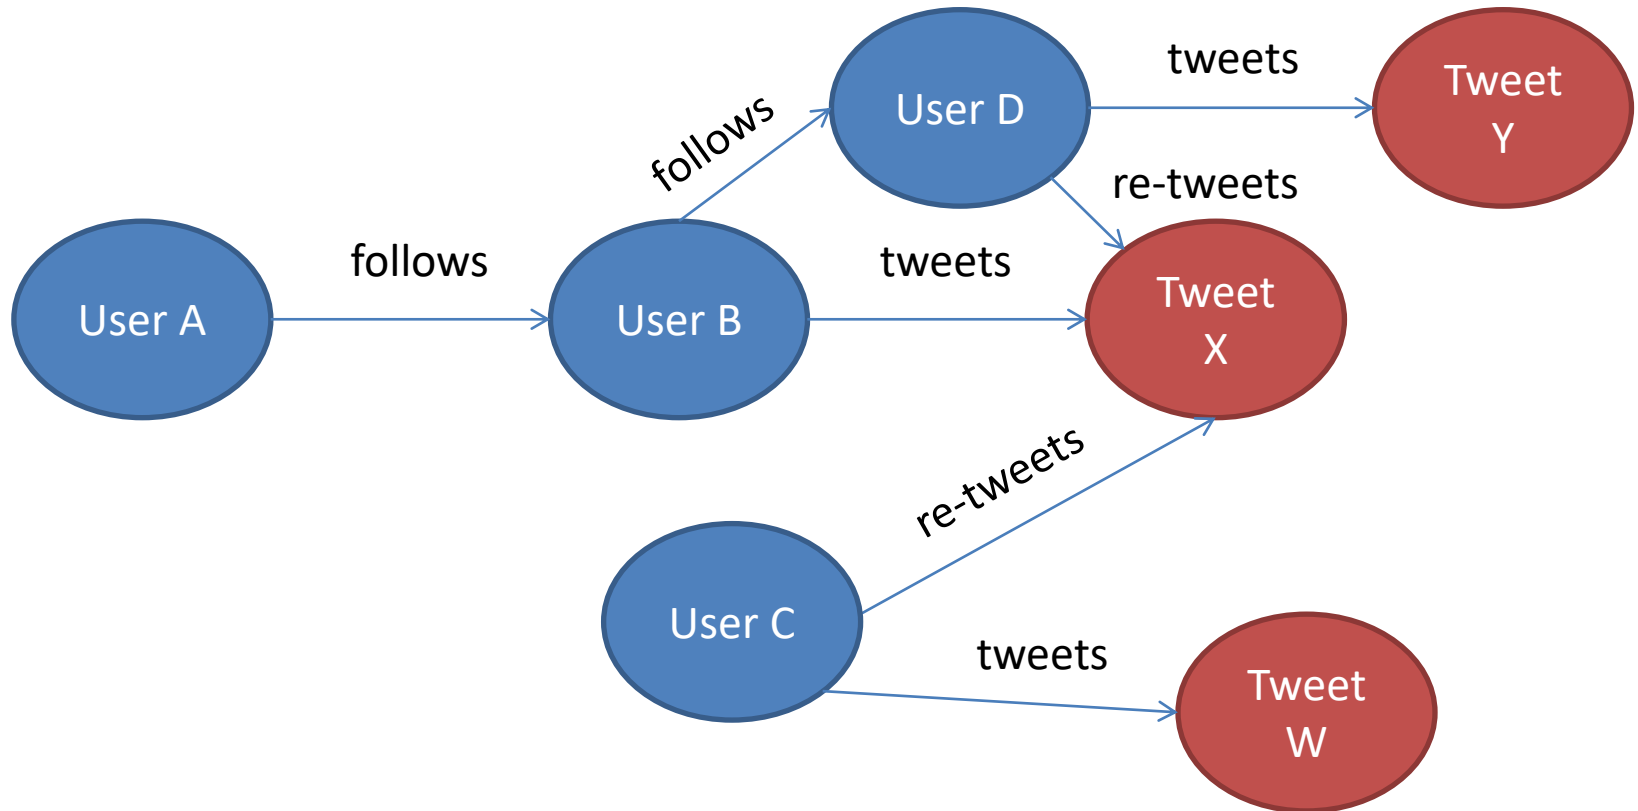 tweets
User D
Tweet
Y
follows
re-tweets
follows
tweets
User A
User B
Tweet
X
re-tweets
User C
tweets
Tweet
W